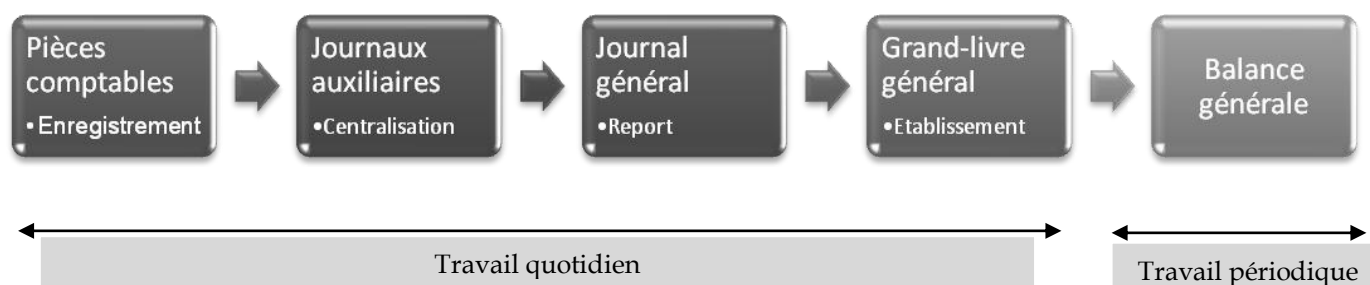 Pièces
comptables
• Enregistrement
Journaux
auxiliaires
•Centralisation
Journal
général
•Report
Grand-livre
général
•Etablissement
Balance
générale
Travail quotidien
Travail périodique